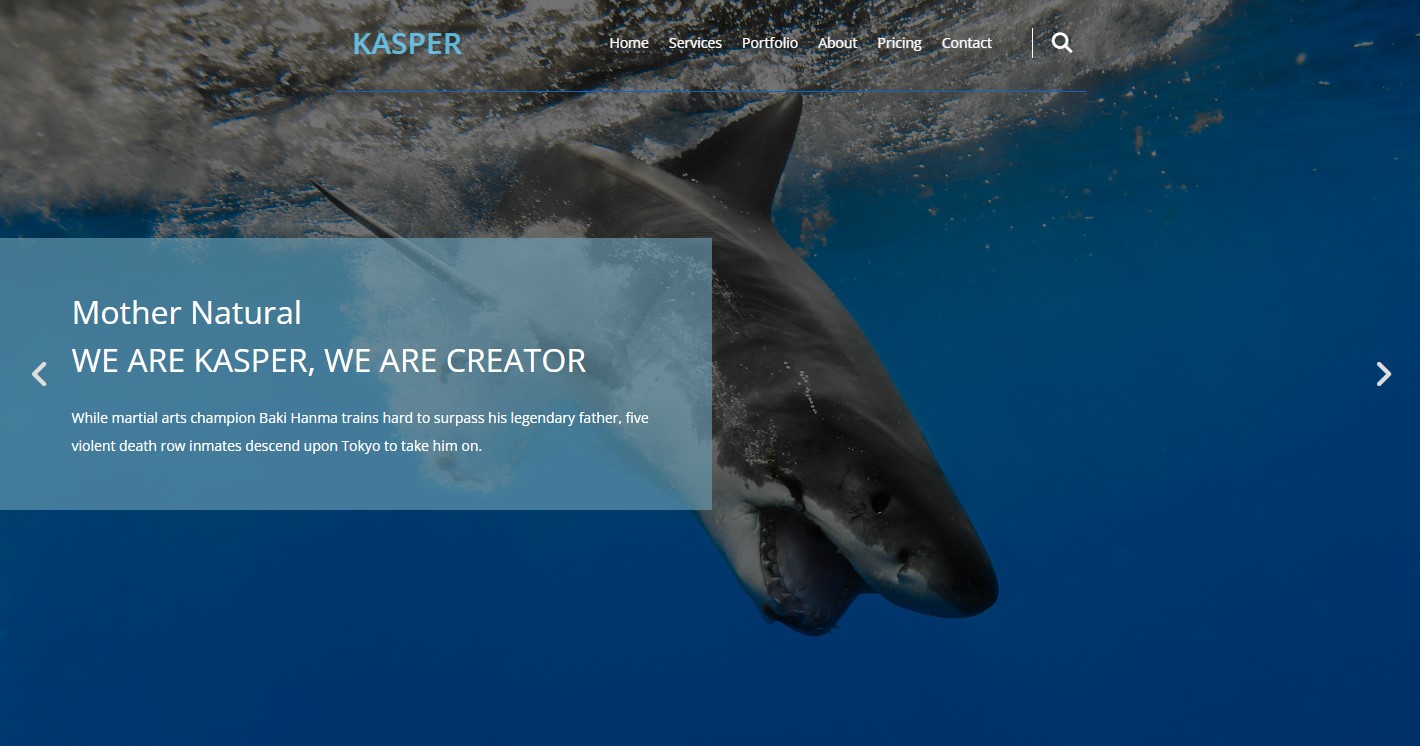 KASPER
Home Services Portfolio About Pricing Contact
Mother Natural
WE ARE KASPER, WE ARE CREATOR
While martial arts champion Baki Hanma trains hard to surpass his legendary father, five
violent death row inmates descend upon Tokyo to take him on.